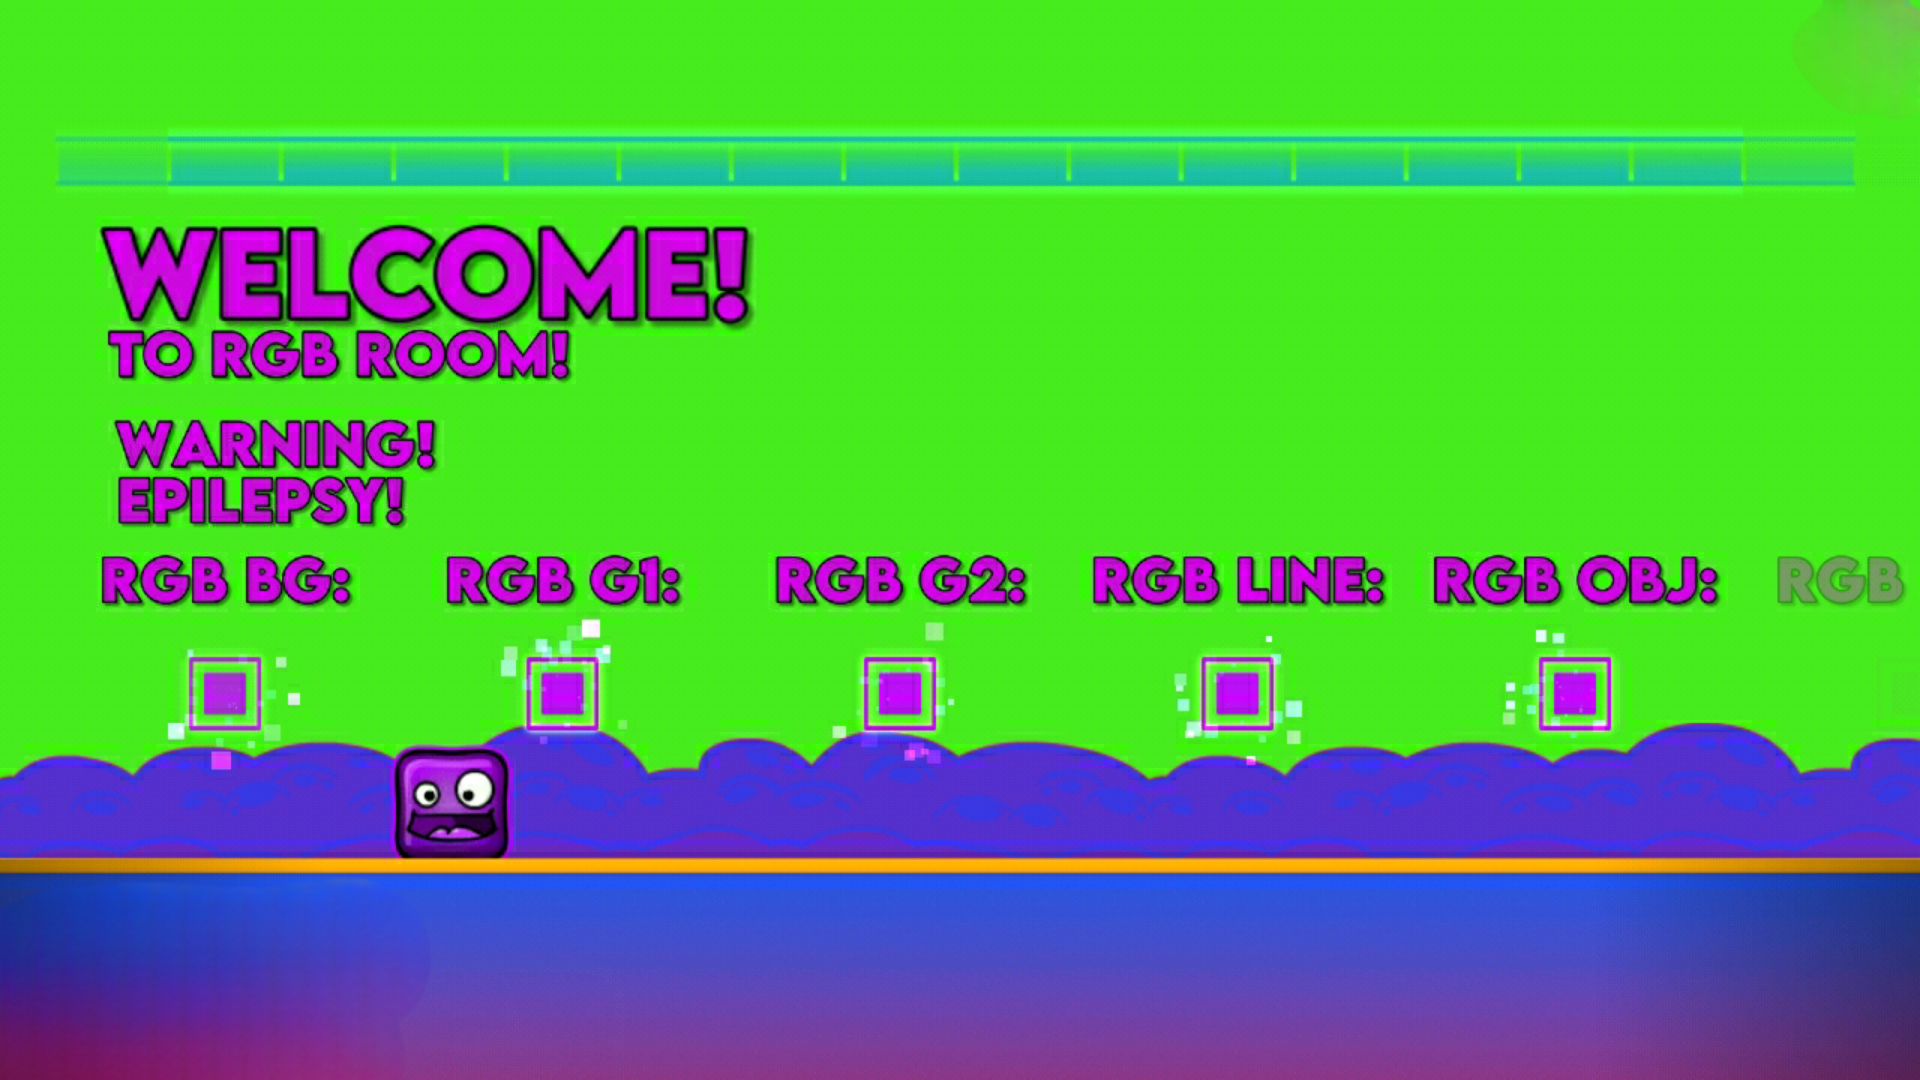 WELCOME!
TO RGB ROOM!
WARNING!
EPILEPSY!
RGB BG: RGB G1: RGB G2: RGB LINE: RGB OBJ: RGB